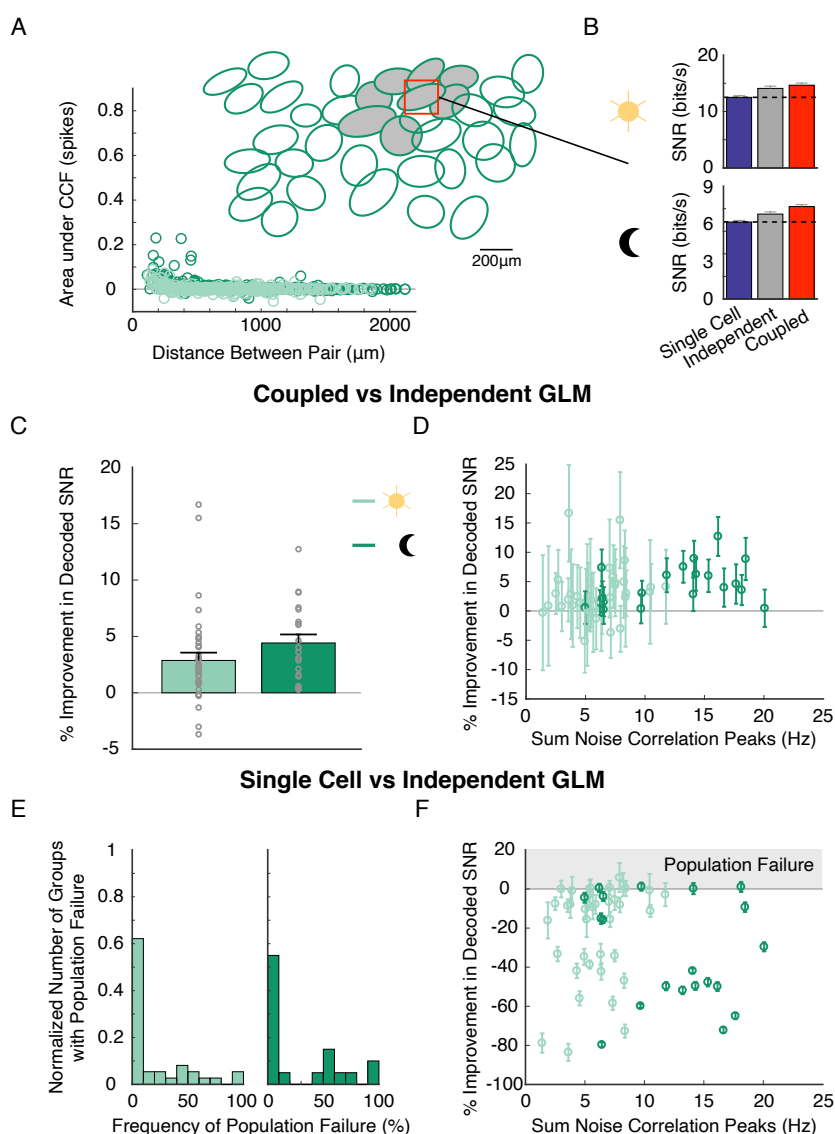 A
B
Area under CCF (spikes)
0.8
0.6
0.4
0.2
0
1000
2000
Distance Between Pair (µm)
200µm
SNR (bits/s)
20
15
10
5
0
SNR (bits/s)
9
6
3
0
Single Cell
Independent
Coupled
Coupled vs Independent GLM
C
D
% Improvement in Decoded SNR
20
15
10
5
0
-5
% Improvement in Decoded SNR
25
20
15
10
5
0
-5
-10
-15
5
10
15
20
25
Sum Noise Correlation Peaks (Hz)
Single Cell vs Independent GLM
E
F
Normalized Number of Groups
with Population Failure
1
0.8
0.6
0.4
0.2
0
0
50
100
0
50
100
Frequency of Population Failure (%)
% Improvement in Decoded SNR
20
0
-20
-40
-60
-80
-100
Population Failure
0
5
10
15
20
25
Sum Noise Correlation Peaks (Hz)